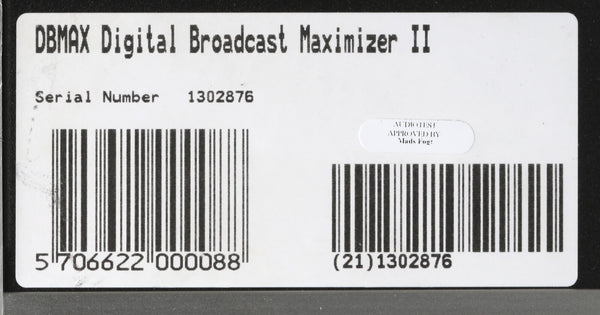 DBMAX Digital Broadcast Maximizer II
Serial Number 1302876
AUDIOTEST
APPROVED BY
Mads Fog!
5 706622 000088
(21)1302876